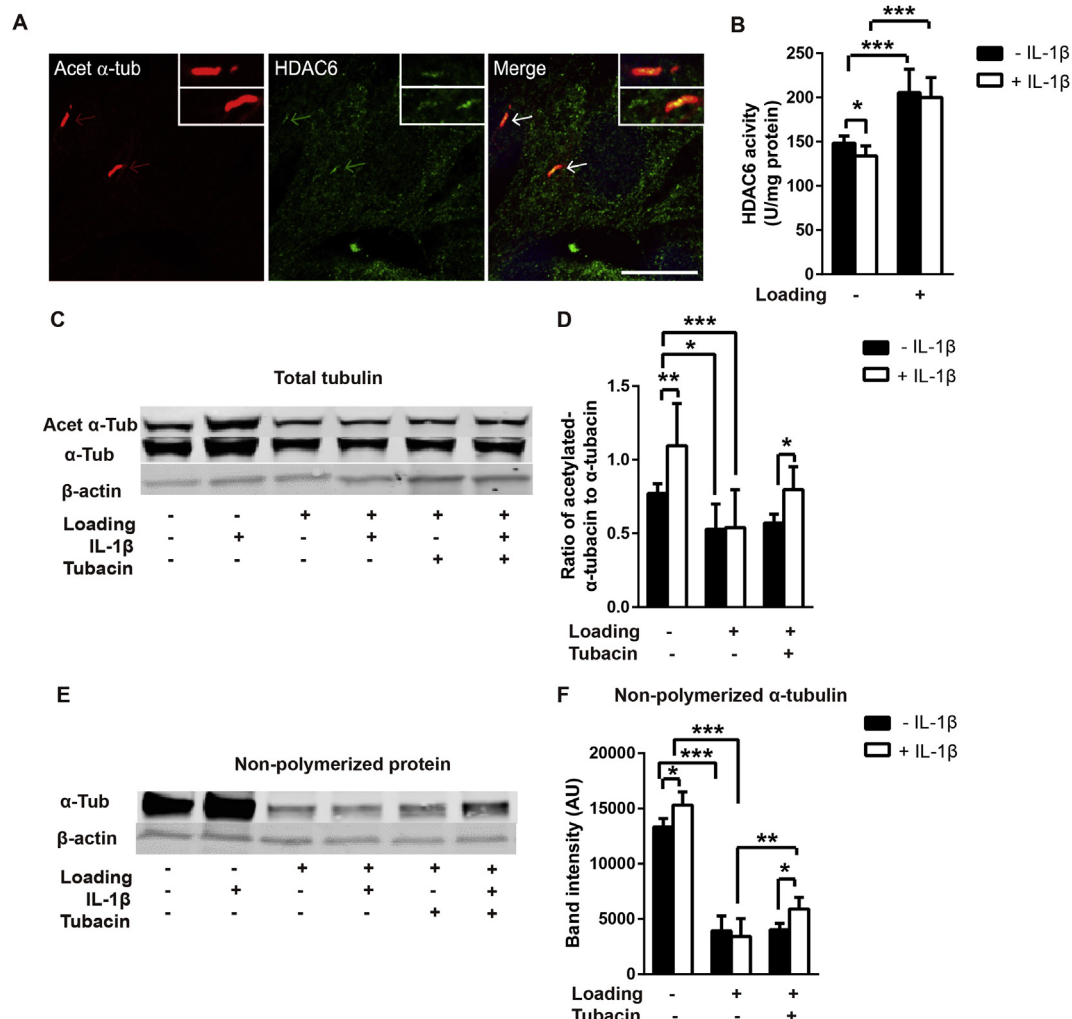 A
Acet α-tub
HDAC6
Merge
B
***
***
*
- IL-1β
+ IL-1β
HDAC6 acivity
(U/mg protein)
250
200
150
100
50
0
Loading - +
C
Total tubulin
Acet α-Tub
α-Tub
β-actin
Loading - - + + + +
IL-1β - + - + - +
Tubacin - - - - + +
D
***
*
**
*
- IL-1β
+ IL-1β
Ratio of acetylated-
α-tubacin to α-tubacin
1.5
1.0
0.5
0.0
Loading - + +
Tubacin - - +
E
Non-polymerized protein
α-Tub
β-actin
Loading - - + + + +
IL-1β - + - + - +
Tubacin - - - - + +
F
Non-polymerized α-tubulin
***
***
*
**
*
- IL-1β
+ IL-1β
Band intensity (AU)
20000
15000
10000
5000
0
Loading - + +
Tubacin - - +